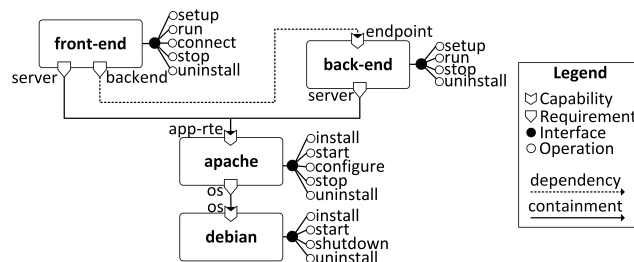 setup
run
connect
stop
uninstall
front-end
server
backend
endpoint
setup
run
stop
uninstall
back-end
server
app-rte
apache
install
start
configure
stop
uninstall
os
os
debian
install
start
shutdown
uninstall
Legend
Capability
Requirement
Interface
Operation
dependency
containment